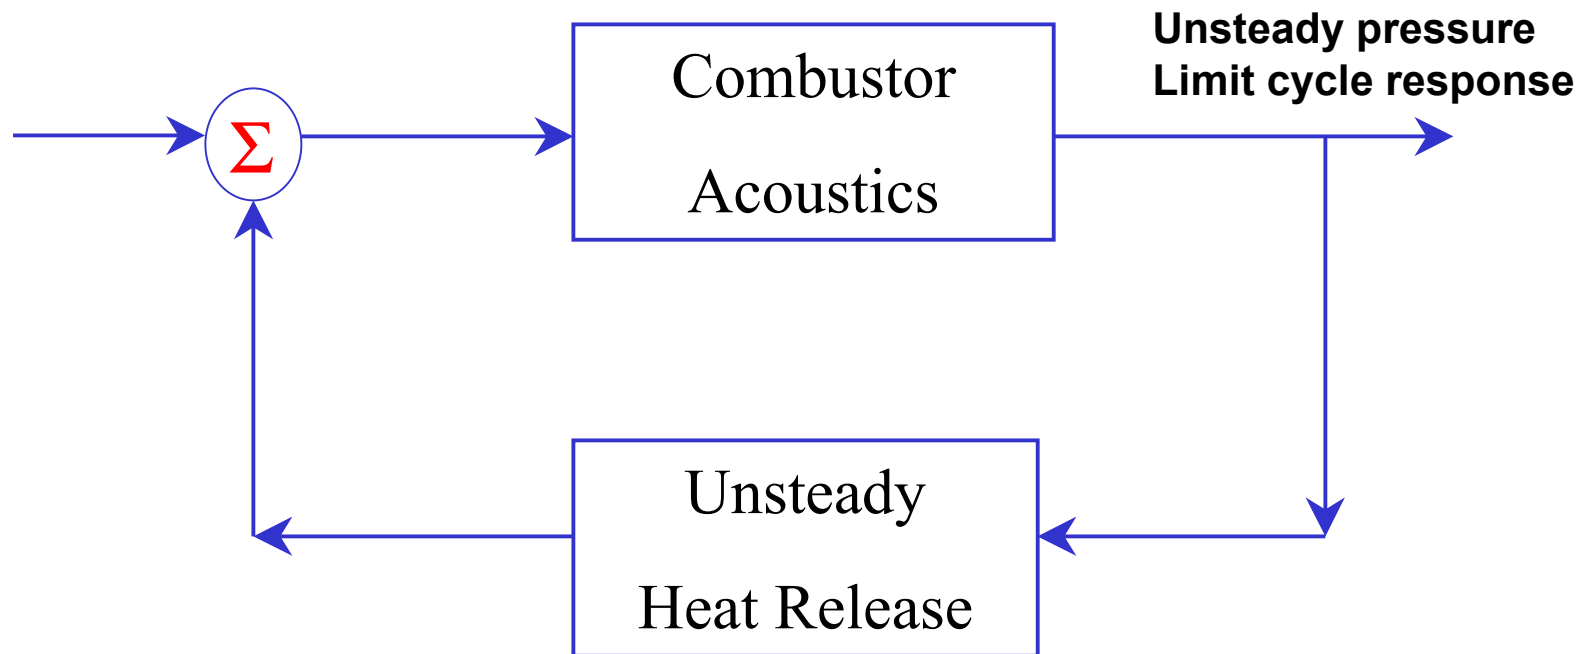 Unsteady pressure
Limit cycle response
Combustor
Acoustics
Σ
Unsteady
Heat Release